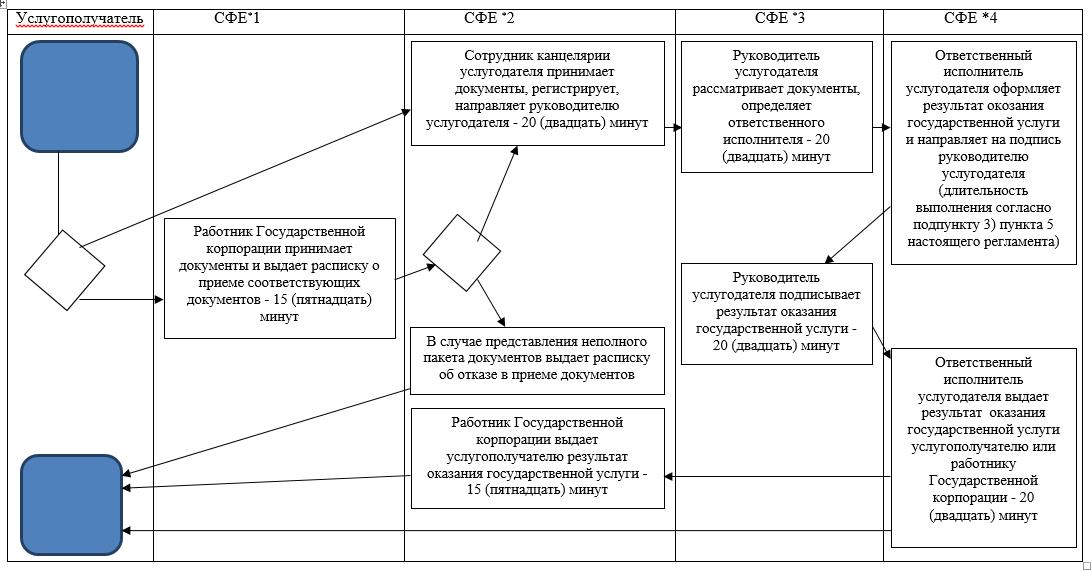 Услугополучатель
СФЕ*1
СФЕ *2
СФЕ *3
СФЕ *4
Сотрудник канцелярии
услугодателя принимает
документы, регистрирует,
направляет руководителю
услугодателя - 20 (двадцать) минут
Руководитель
услугодателя
рассматривает документы,
определяет
ответственного
исполнителя - 20
(двадцать) минут
Ответственный
исполнитель
услугодателя оформляет
результат окозания
государственной услуги
и направляет на подпись
руководителю
услугодателя
(длительность
выполнения согласно
подпункту 3) пункта 5
настоящего регламента)
Работник Государственной
корпорации принимает
документы и выдает расписку о
приеме соответствующих
документов - 15 (пятнадцать)
минут
Руководитель
услугодателя подписывает
результат оказания
государственной услуги -
20 (двадцать) минут
В случае представления неполного
пакета документов выдает расписку
об отказе в приеме документов
Ответственный
исполнитель
услугодателя выдает
результат оказания
государственной услуги
услугополучателю или
работнику
Государственной
корпорации - 20
(двадцать) минут
Работник Государственной
корпорации выдает
услугополучателю результат
оказания государственной услуги -
15 (пятнадцать) минут